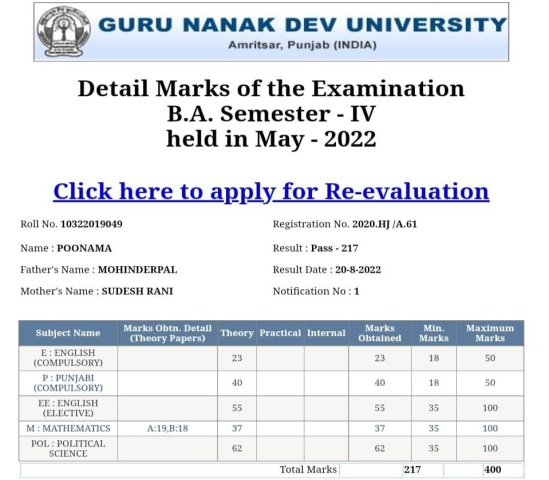 GURU NANAK DEV UNIVERSITY
Amritsar, Punjab (INDIA)
Detail Marks of the Examination
B.A. Semester - IV
held in May - 2022
Click here to apply for Re-evaluation
Roll No. 10322019049 Registration No. 2020.HJ /A.61
Name : POONAMA Result : Pass - 217
Father's Name : MOHINDERPAL Result Date : 20-8-2022
Mother's Name : SUDESH RANI Notification No : 1
Subject Name Marks Obtn. Detail (Theory Papers) Theory Practical Internal Marks Obtained Min. Marks Maximum Marks
E : ENGLISH (COMPULSORY) 23 23 18 50
P : PUNJABI (COMPULSORY) 40 40 18 50
EE : ENGLISH (ELECTIVE) 55 55 35 100
M : MATHEMATICS A:19,B:18 37 37 35 100
POL : POLITICAL SCIENCE 62 62 35 100
Total Marks 217 400